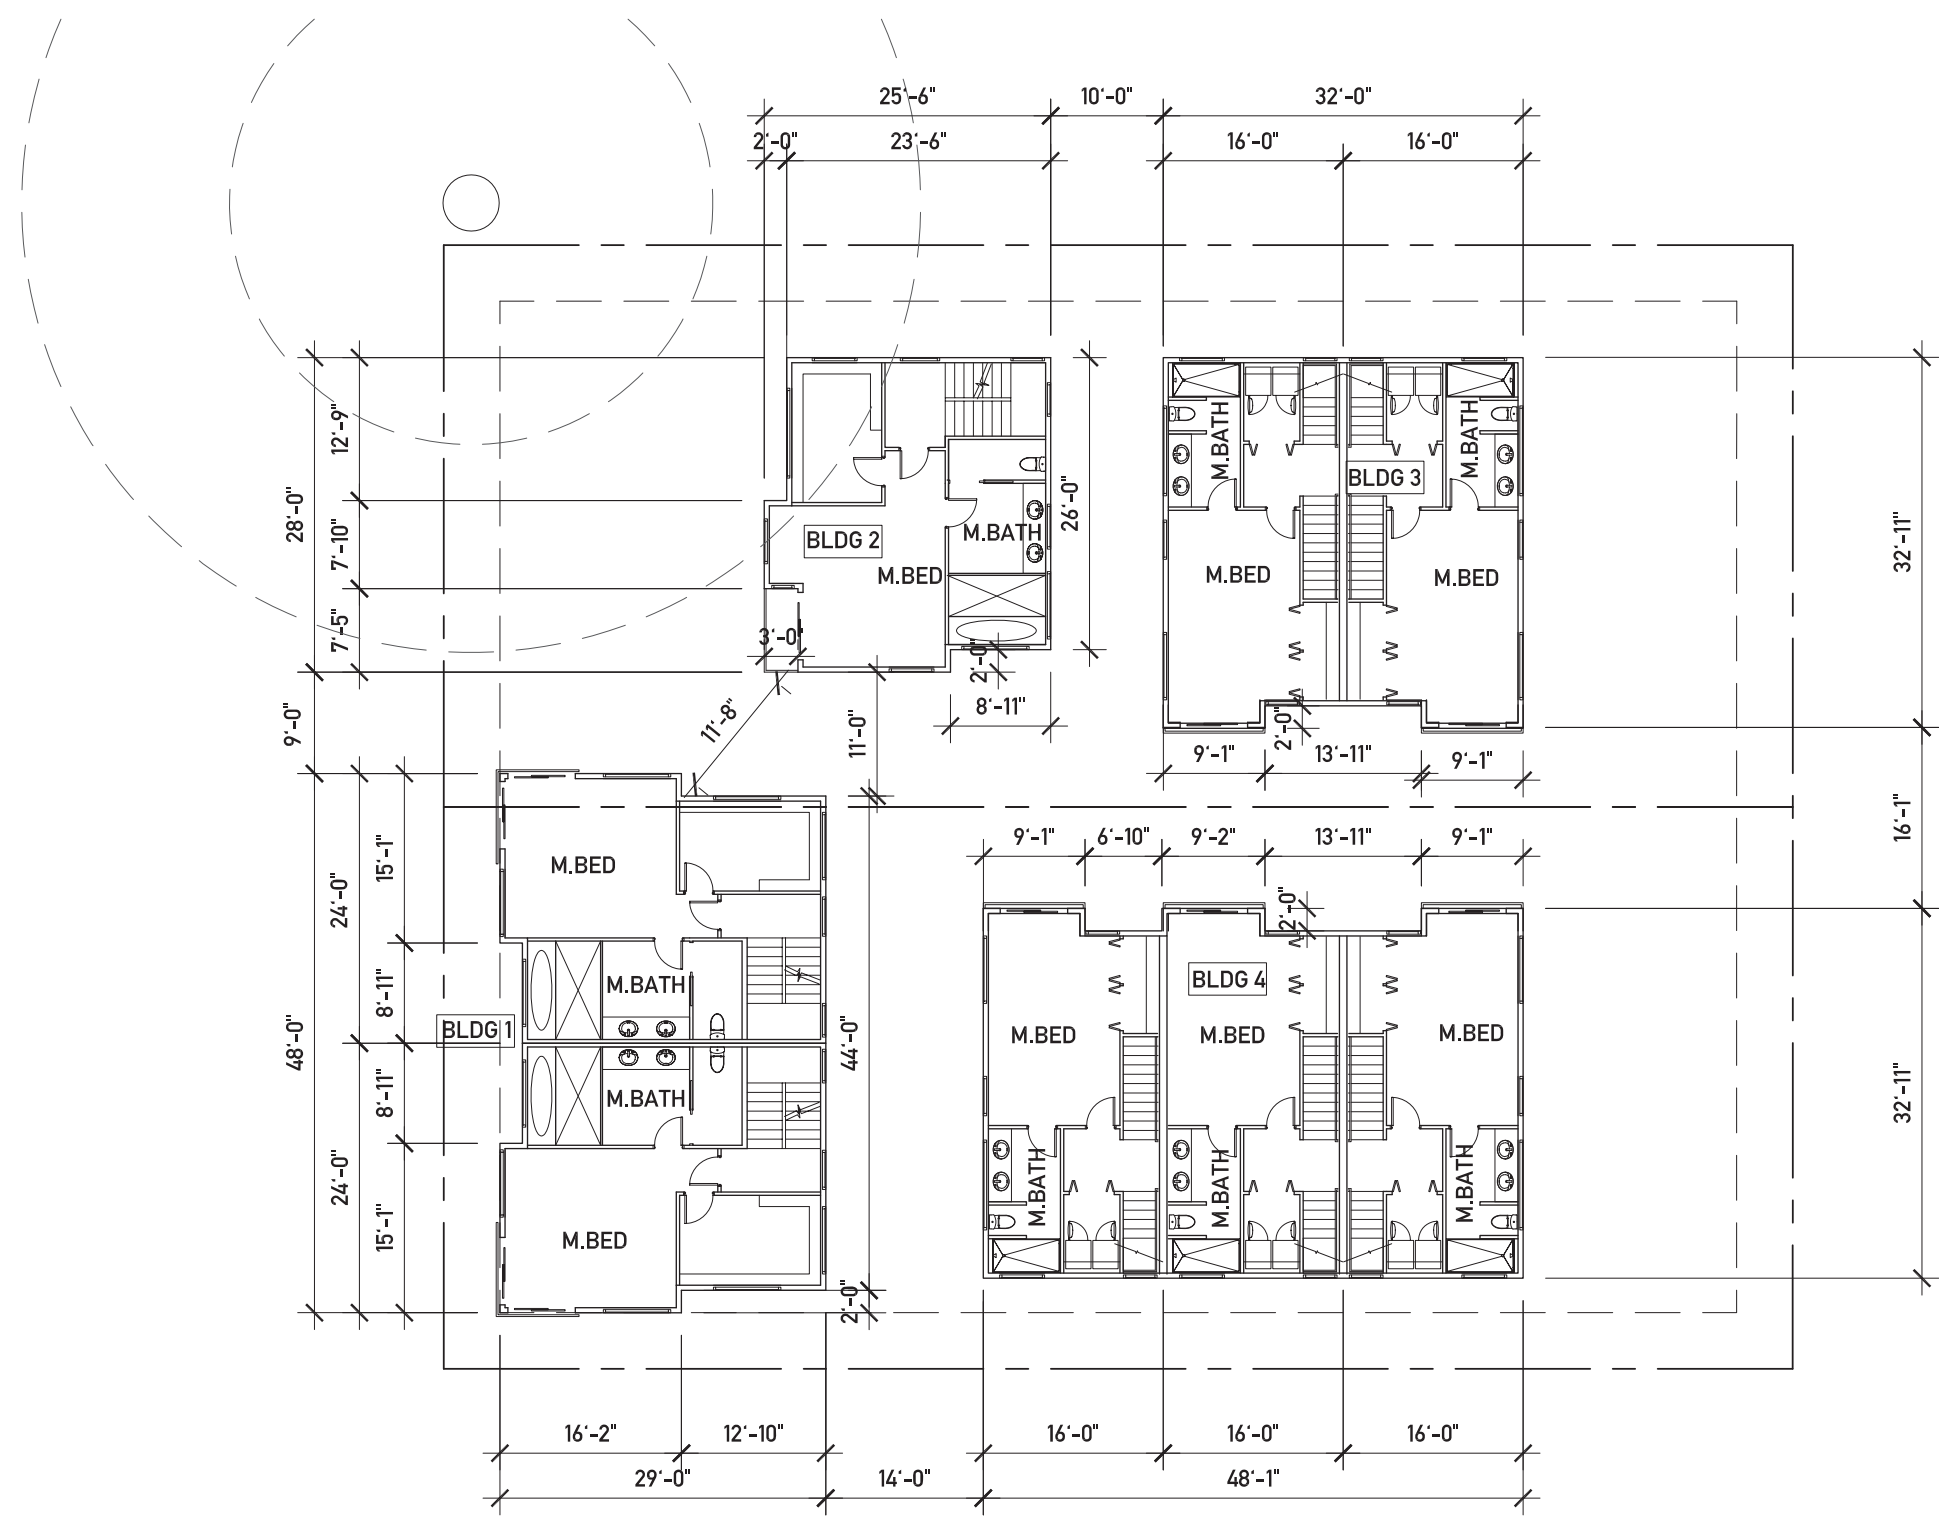 25'-6"
10'-0"
32'-0"
2'-0"
23'-6"
16'-0"
16'-0"
12'-9"
28'-0"
7'-10"
7'-5"
9'-0"
BLDG 2
M.BED
M.BATH
26'-0"
3'-0"
2'-0"
8'-11"
11'-8"
11'-0"
M.BATH
M.BATH
BLDG 3
M.BED
M.BED
2'-0"
9'-1"
13'-11"
9'-1"
32'-11"
16'-1"
32'-11"
15'-1"
24'-0"
8'-11"
48'-0"
8'-11"
24'-0"
15'-1"
M.BED
M.BATH
BLDG 1
M.BATH
M.BED
44'-0"
2'-0"
9'-1"
6'-10"
9'-2"
13'-11"
9'-1"
2'-0"
BLDG 4
M.BED
M.BED
M.BED
M.BATH
M.BATH
M.BATH
16'-2"
12'-10"
16'-0"
16'-0"
16'-0"
29'-0"
14'-0"
48'-1"